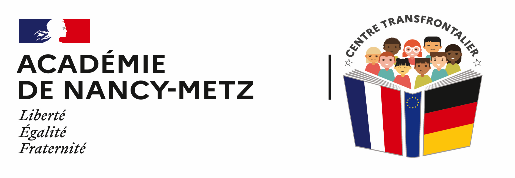 ACADÉMIE
DE NANCY-METZ
Liberté
Égalité
Fraternité
CENTRE TRANSFRONTALIER